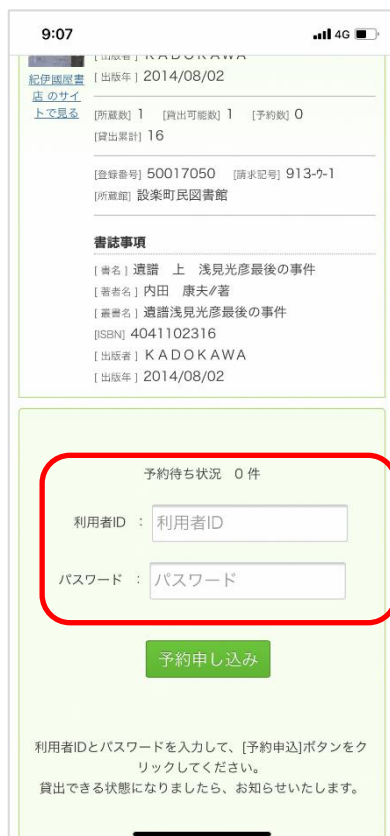 9:07
4G
[出版者] KADOKAWA
紀伊國屋書
店 のサイ
トで見る
[出版年] 2014/08/02
[所蔵数] 1 [貸出可能数] 1 [予約数] 0
[貸出累計] 16
[登録番号] 50017050 [請求記号] 913-ウ-1
[所蔵館] 設楽町民図書館
書誌事項
[書名] 遺譜 上 浅見光彦最後の事件
[著者名] 内田 康夫∥著
[叢書名] 遺譜浅見光彦最後の事件
[ISBN] 4041102316
[出版者] KADOKAWA
[出版年] 2014/08/02
予約待ち状況 0 件
利用者ID : 利用者ID
パスワード : パスワード
予約申し込み
利用者IDとパスワードを入力して、[予約申込]ボタンをク
リックしてください。
貸出できる状態になりましたら、お知らせいたします。